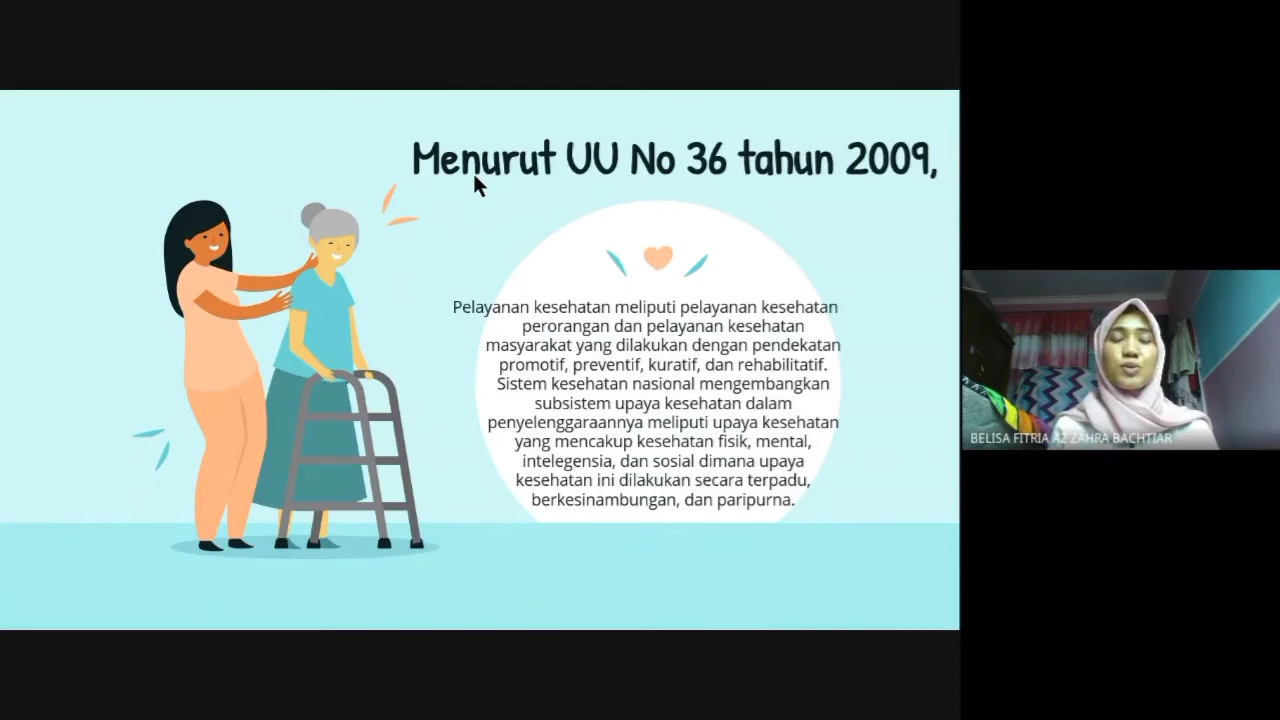 Menurut UU No 36 tahun 2009,
Pelayanan kesehatan meliputi pelayanan kesehatan
perorangan dan pelayanan kesehatan
masyarakat yang dilakukan dengan pendekatan
promotif, preventif, kuratif, dan rehabilitatif.
Sistem kesehatan nasional mengembangkan
subsistem upaya kesehatan dalam
penyelenggaraannya meliputi upaya kesehatan
yang mencakup kesehatan fisik, mental,
intelegensia, dan sosial dimana upaya
kesehatan ini dilakukan secara terpadu,
berkesinambungan, dan paripurna.
BELISA FITRIA AZ ZAHRA BACHTIAR